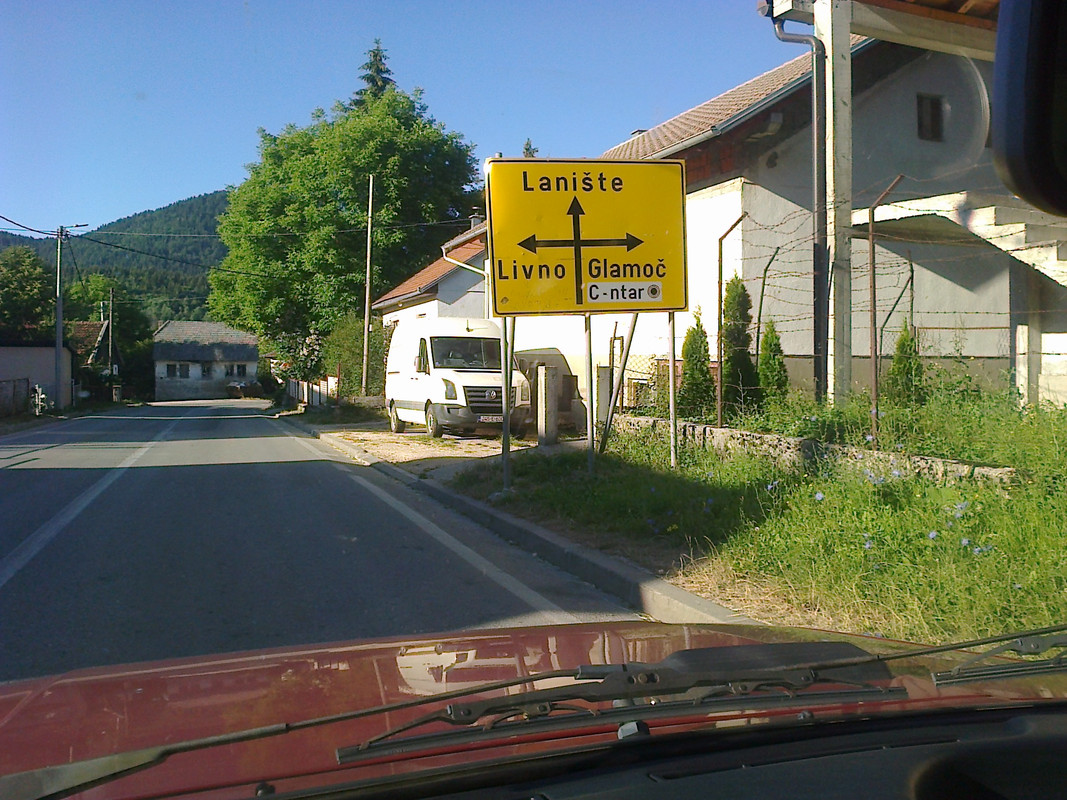 Lanište
Livno Glamoč
C-ntar